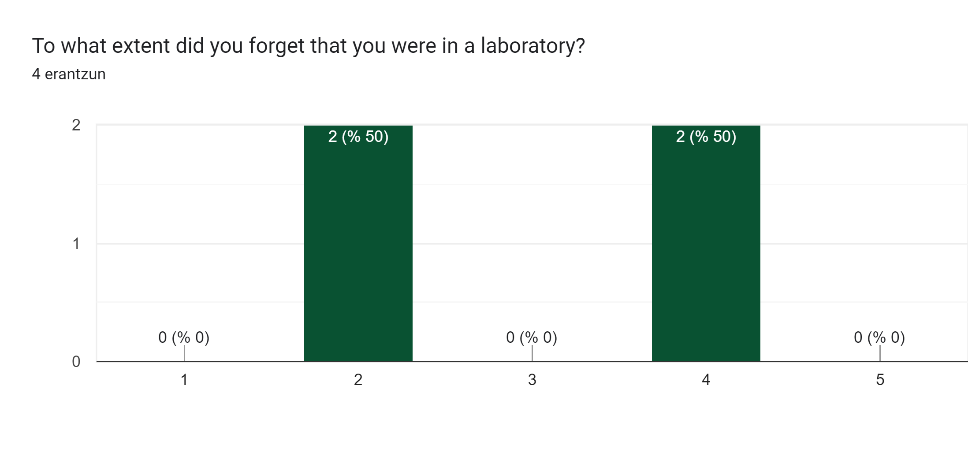 To what extent did you forget that you were in a laboratory?
4 erantzun
2
2 (% 50)
2 (% 50)
1
0 (% 0)
0 (% 0)
0 (% 0)
0
1
2
3
4
5